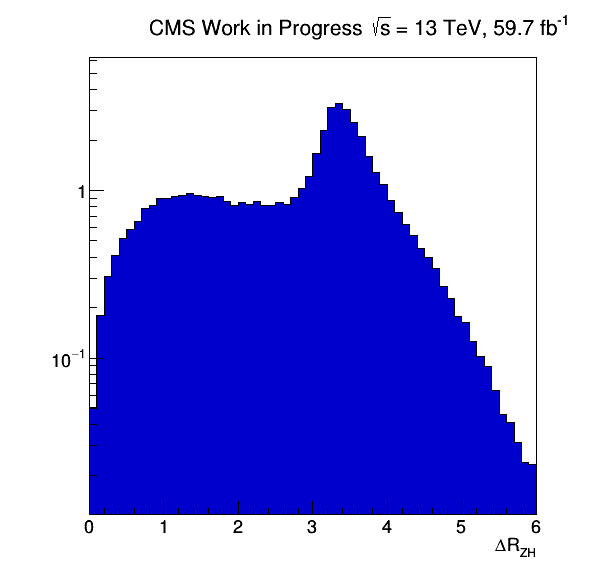 CMS Work in Progress √s = 13 TeV, 59.7 fb⁻¹
1
10⁻¹
0 1 2 3 4 5 6
ΔR_ZH